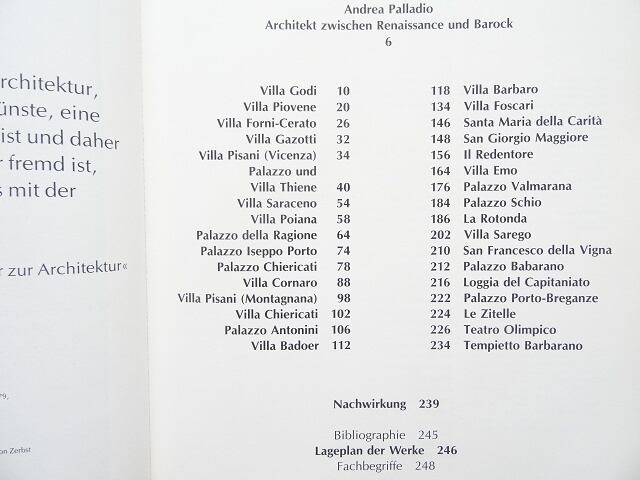 rchitektur,
ünste, eine
ist und daher
r fremd ist,
s mit der
r zur Architektur«
79,
on Zerbst
Andrea Palladio
Architekt zwischen Renaissance und Barock
6
Villa Godi 10
Villa Piovene 20
Villa Forni-Cerato 26
Villa Gazotti 32
Villa Pisani (Vicenza) 34
Palazzo und
Villa Thiene 40
Villa Saraceno 54
Villa Poiana 58
Palazzo della Ragione 64
Palazzo Iseppo Porto 74
Palazzo Chiericati 78
Villa Cornaro 88
Villa Pisani (Montagnana) 98
Villa Chiericati 102
Palazzo Antonini 106
Villa Badoer 112
118 Villa Barbaro
134 Villa Foscari
146 Santa Maria della Carità
148 San Giorgio Maggiore
156 Il Redentore
164 Villa Emo
176 Palazzo Valmarana
184 Palazzo Schio
186 La Rotonda
202 Villa Sarego
210 San Francesco della Vigna
212 Palazzo Babarano
216 Loggia del Capitaniato
222 Palazzo Porto-Breganze
224 Le Zitelle
226 Teatro Olimpico
234 Tempietto Barbarano
Nachwirkung 239
Bibliographie 245
Lageplan der Werke 246
Fachbegriffe 248